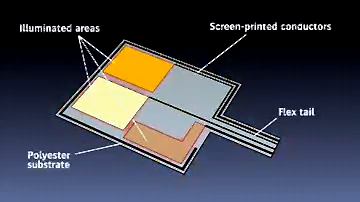 Illuminated areas
Screen-printed conductors
Flex tail
Polyester
substrate